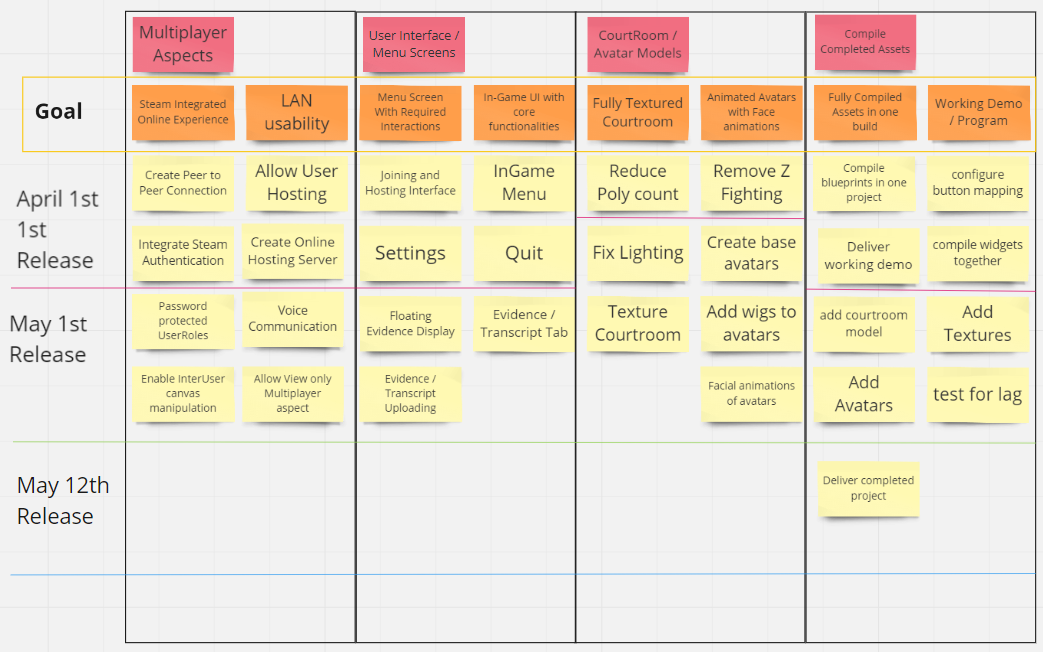 Multiplayer
Aspects
User Interface /
Menu Screens
CourtRoom /
Avatar Models
Compile
Completed Assets
Goal
Steam Integrated
Online Experience
LAN
usability
Menu Screen
With Required
Interactions
In-Game UI with
core
functionalities
Fully Textured
Courtroom
Animated Avatars
with Face
animations
Fully Compiled
Assets in one
build
Working Demo
/ Program
April 1st
1st
Release
Create Peer to
Peer Connection
Allow User
Hosting
Joining and
Hosting Interface
InGame
Menu
Reduce
Poly count
Remove Z
Fighting
Compile
blueprints in one
project
configure
button mapping
Integrate Steam
Authentication
Create Online
Hosting Server
Settings
Quit
Fix Lighting
Create base
avatars
Deliver
working demo
compile widgets
together
May 1st
Release
Password
protected
UserRoles
Voice
Communication
Floating
Evidence Display
Evidence /
Transcript Tab
Texture
Courtroom
Add wigs to
avatars
add courtroom
model
Add
Textures
Enable InterUser
canvas
manipulation
Allow View only
Multiplayer
aspect
Evidence /
Transcript
Uploading
Facial animations
of avatars
Add
Avatars
test for lag
May 12th
Release
Deliver completed
project